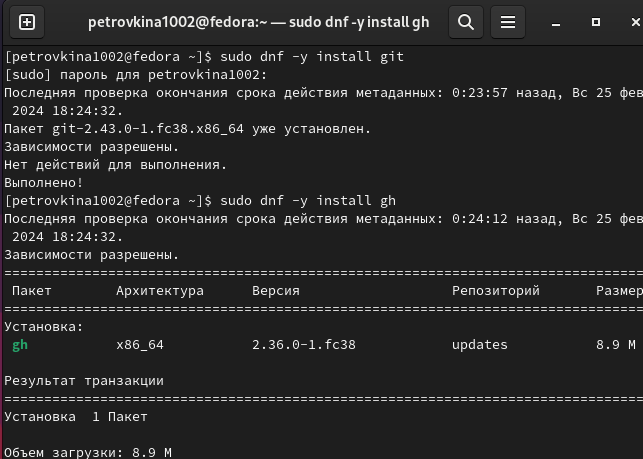 petrovkina1002@fedora:~ — sudo dnf -y install gh
[petrovkina1002@fedora ~]$ sudo dnf -y install git
[sudo] пароль для petrovkina1002:
Последняя проверка окончания срока действия метаданных: 0:23:57 назад, Вс 25 фев
2024 18:24:32.
Пакет git-2.43.0-1.fc38.x86_64 уже установлен.
Зависимости разрешены.
Нет действий для выполнения.
Выполнено!
[petrovkina1002@fedora ~]$ sudo dnf -y install gh
Последняя проверка окончания срока действия метаданных: 0:24:12 назад, Вс 25 фев
2024 18:24:32.
Зависимости разрешены.
================================================================================
Пакет Архитектура Версия Репозиторий Размер
================================================================================
Установка:
gh x86_64 2.36.0-1.fc38 updates 8.9 M
Результат транзакции
================================================================================
Установка 1 Пакет
Объем загрузки: 8.9 M